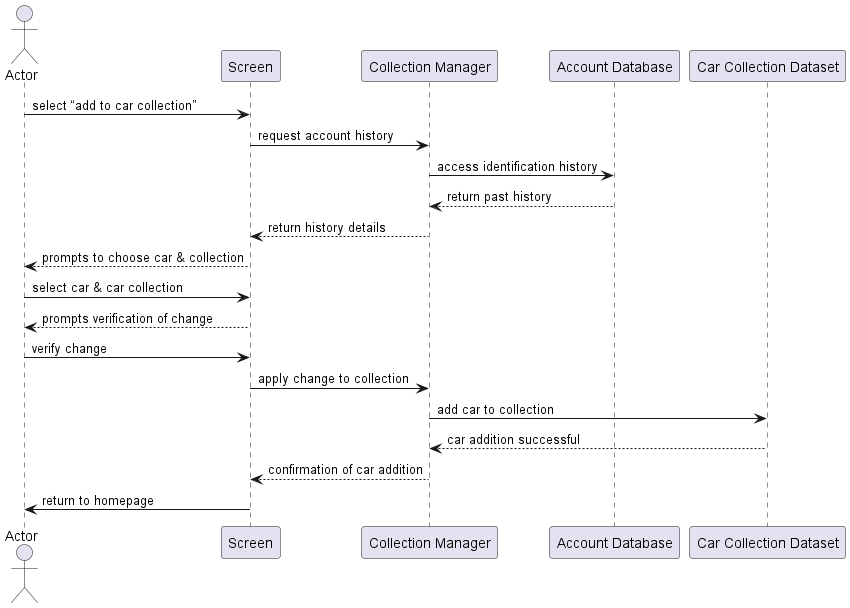 Actor
Screen
Collection Manager
Account Database
Car Collection Dataset
select “add to car collection”
request account history
access identification history
return past history
return history details
prompts to choose car & collection
select car & car collection
prompts verification of change
verify change
apply change to collection
add car to collection
car addition successful
confirmation of car addition
return to homepage
Actor
Screen
Collection Manager
Account Database
Car Collection Dataset